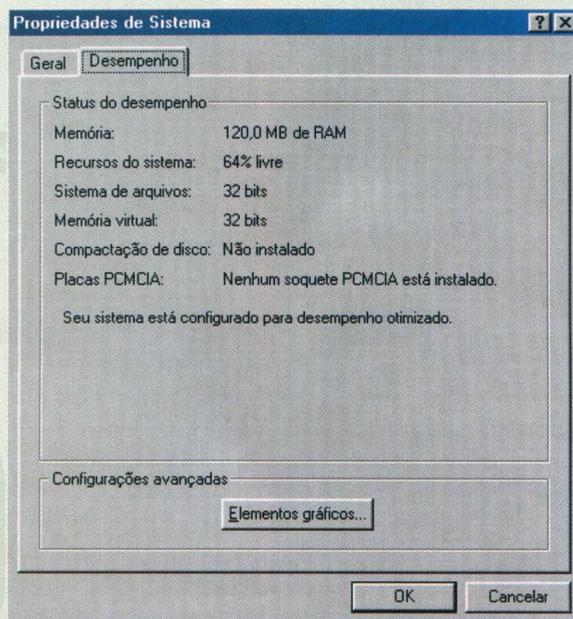 Propriedades de Sistema
Geral
Desempenho
Status do desempenho
Memória: 120,0 MB de RAM
Recursos do sistema: 64% livre
Sistema de arquivos: 32 bits
Memória virtual: 32 bits
Compactação de disco: Não instalado
Placas PCMCIA: Nenhum soquete PCMCIA está instalado.
Seu sistema está configurado para desempenho otimizado.
Configurações avançadas
Elementos gráficos...
OK
Cancelar